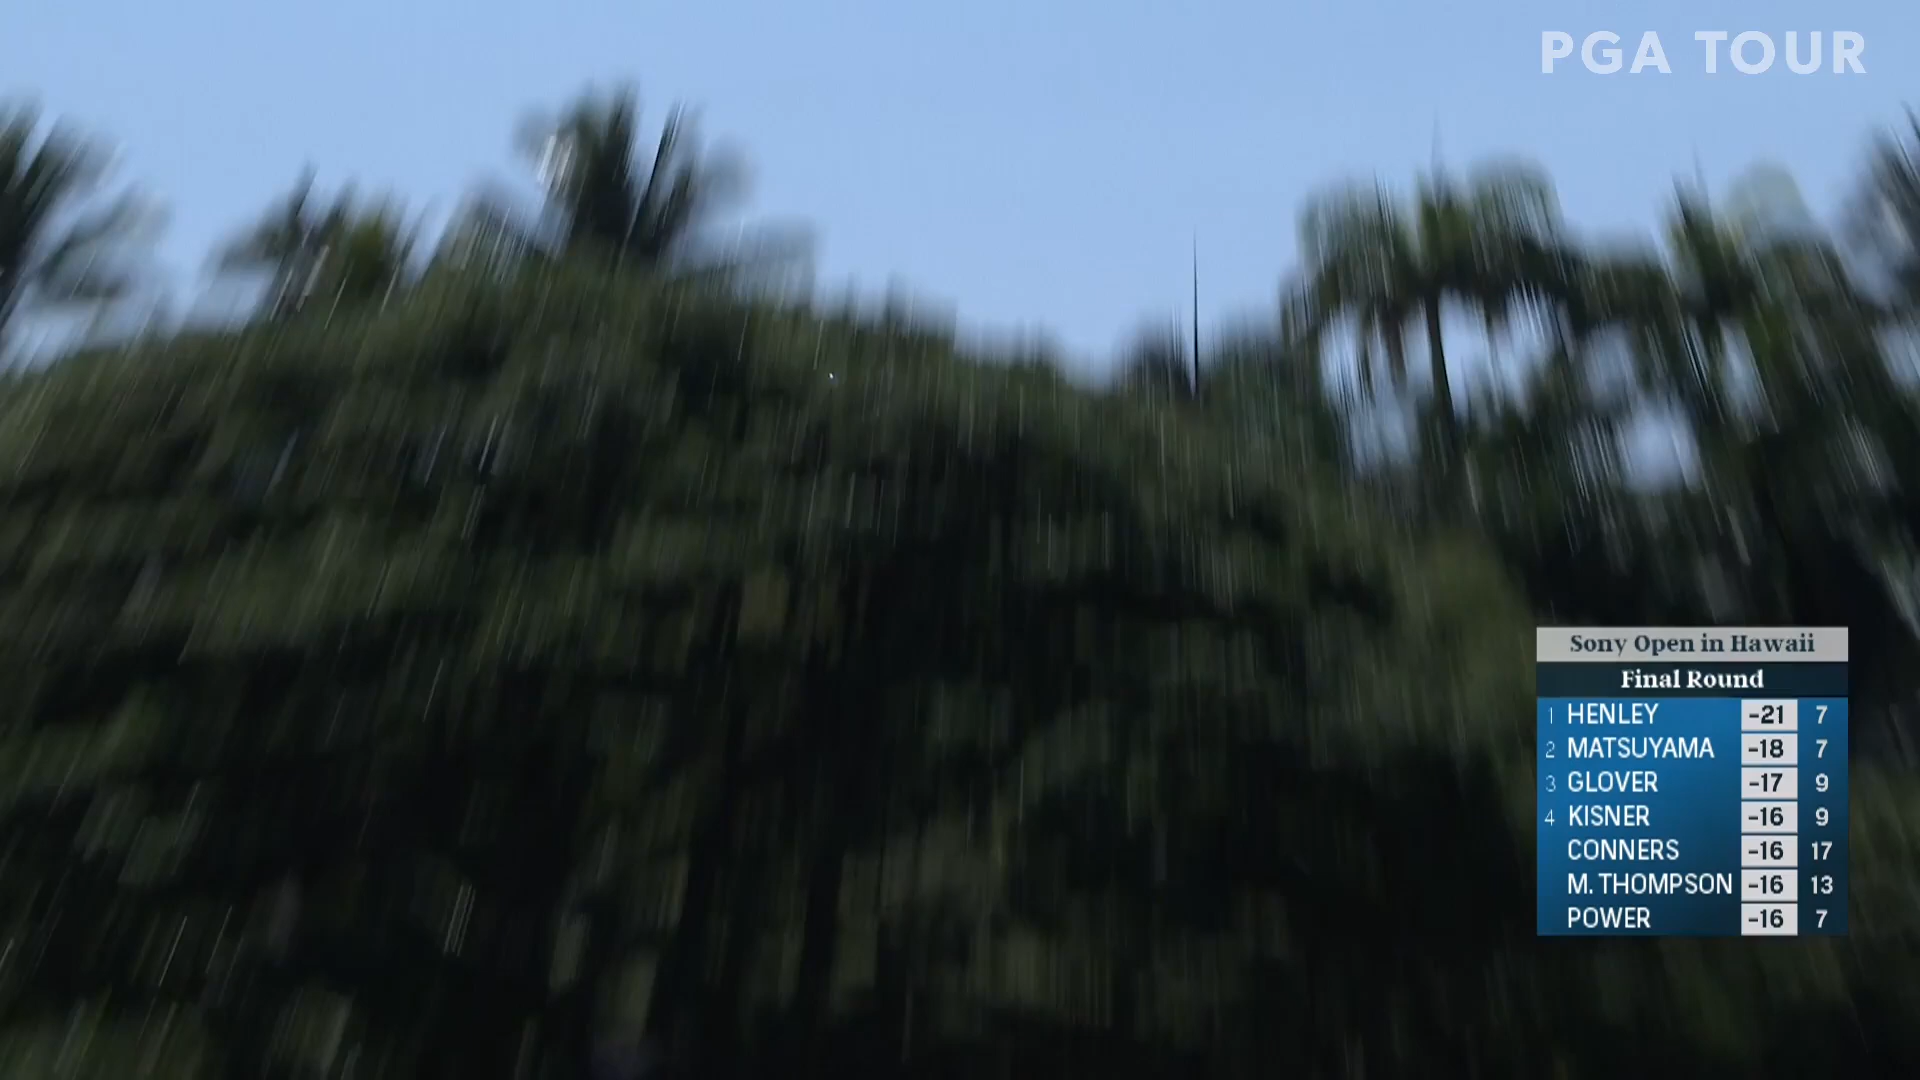 PGA TOUR
Sony Open in Hawaii
Final Round
1 HENLEY -21 7
2 MATSUYAMA -18 7
3 GLOVER -17 9
4 KISNER -16 9
CONNERS -16 17
M. THOMPSON -16 13
POWER -16 7